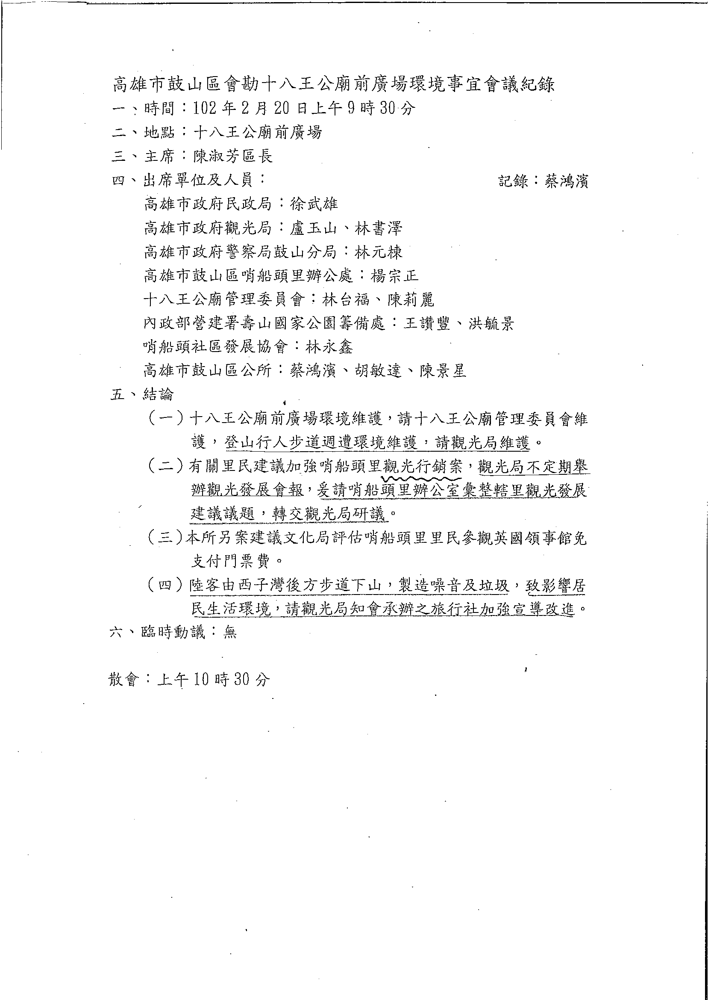 高雄市鼓山區會勘十八王公廟前廣場環境事宜會議紀錄
一、時間：102年2月20日上午9時30分
二、地點：十八王公廟前廣場
三、主席：陳淑芳區長
四、出席單位及人員： 記錄：蔡鴻濱
高雄市政府民政局：徐武雄
高雄市政府觀光局：盧玉山、林書澤
高雄市政府警察局鼓山分局：林元棟
高雄市鼓山區哨船頭里辦公處：楊宗正
十八王公廟管理委員會：林台福、陳莉麗
內政部營建署壽山國家公園籌備處：王讚豐、洪毓景
哨船頭社區發展協會：林永鑫
高雄市鼓山區公所：蔡鴻濱、胡敏達、陳景星
五、結論
（一）十八王公廟前廣場環境維護，請十八王公廟管理委員會維
護，登山行人步道週遭環境維護，請觀光局維護。
（二）有關里民建議加強哨船頭里觀光行銷案，觀光局不定期舉
辦觀光發展會報，爰請哨船頭里辦公室彙整轄里觀光發展
建議議題，轉交觀光局研議。
（三）本所另案建議文化局評估哨船頭里里民參觀英國領事館免
支付門票費。
（四）陸客由西子灣後方步道下山，製造噪音及垃圾，致影響居
民生活環境，請觀光局知會承辦之旅行社加強宣導改進。
六、臨時動議：無
散會：上午10時30分